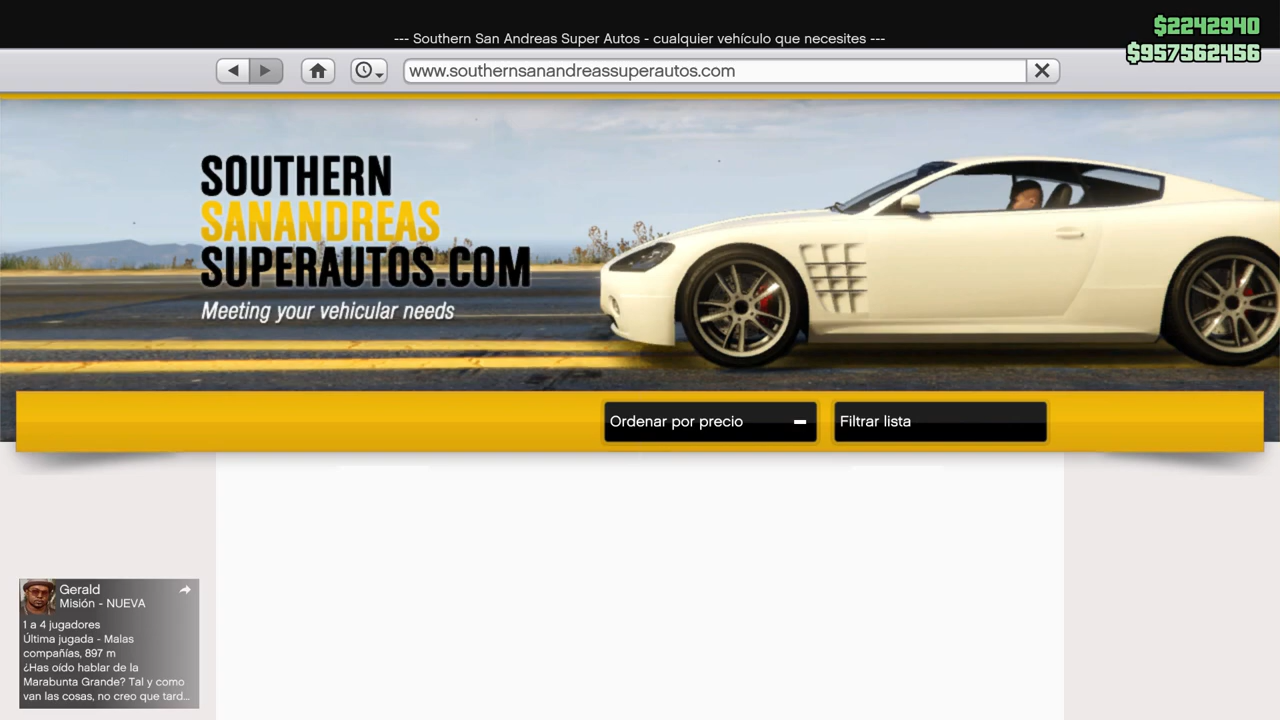 $2242940
--- Southern San Andreas Super Autos - cualquier vehículo que necesites ---
$957562456
www.southernsanandreassuperautos.com
SOUTHERN
SANANDREAS
SUPERAUTOS.COM
Meeting your vehicular needs
Ordenar por precio
Filtrar lista
Gerald
Misión - NUEVA
1 a 4 jugadores
Última jugada - Malas
compañías, 897 m
¿Has oído hablar de la
Marabunta Grande? Tal y como
van las cosas, no creo que tard...